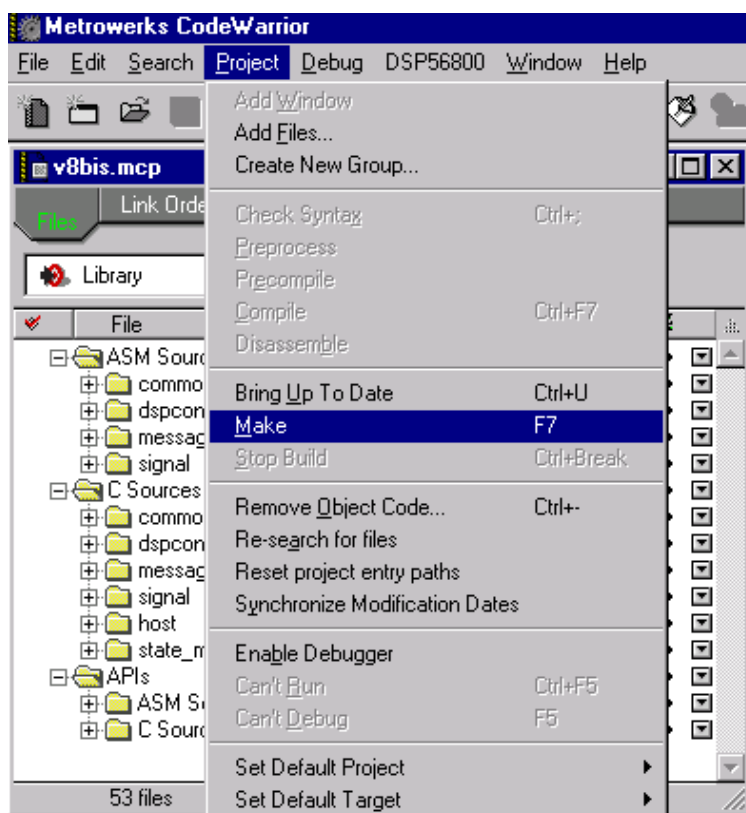 Metrowerks CodeWarrior
File Edit Search Project Debug DSP56800 Window Help
Add Window
Add Files...
v8bis.mcp
Create New Group...
Files
Link Orde
Check Syntax Ctrl+;
Preprocess
Library
Precompile
Compile Ctrl+F7
File
Disassemble
ASM Sourc
commo
Bring Up To Date Ctrl+U
dspcon
Make F7
messag
Stop Build Ctrl+Break
signal
C Sources
Remove Object Code... Ctrl+-
commo
Re-search for files
dspcon
Reset project entry paths
messag
Synchronize Modification Dates
signal
host
Enable Debugger
state_m
Can't Run Ctrl+F5
APIs
ASM S
Can't Debug F5
C Sourc
Set Default Project
53 files
Set Default Target